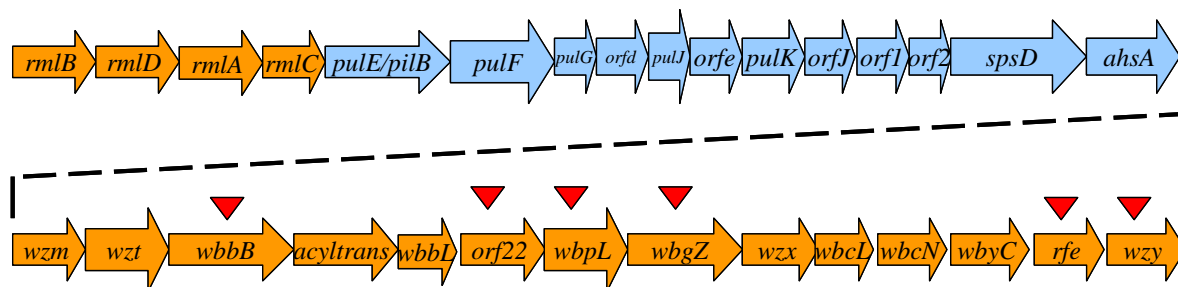 rmlB rmlD rmlA rmlC pulE/pilB pulF pulG orfd pulJ orfe pulK orfJ orf1 orf2 spsD ahsA
wzm wzt wbbB acyltrans wbbL orf22 wbpL wbgZ wzx wbcL wbcN wbyC rfe wzy